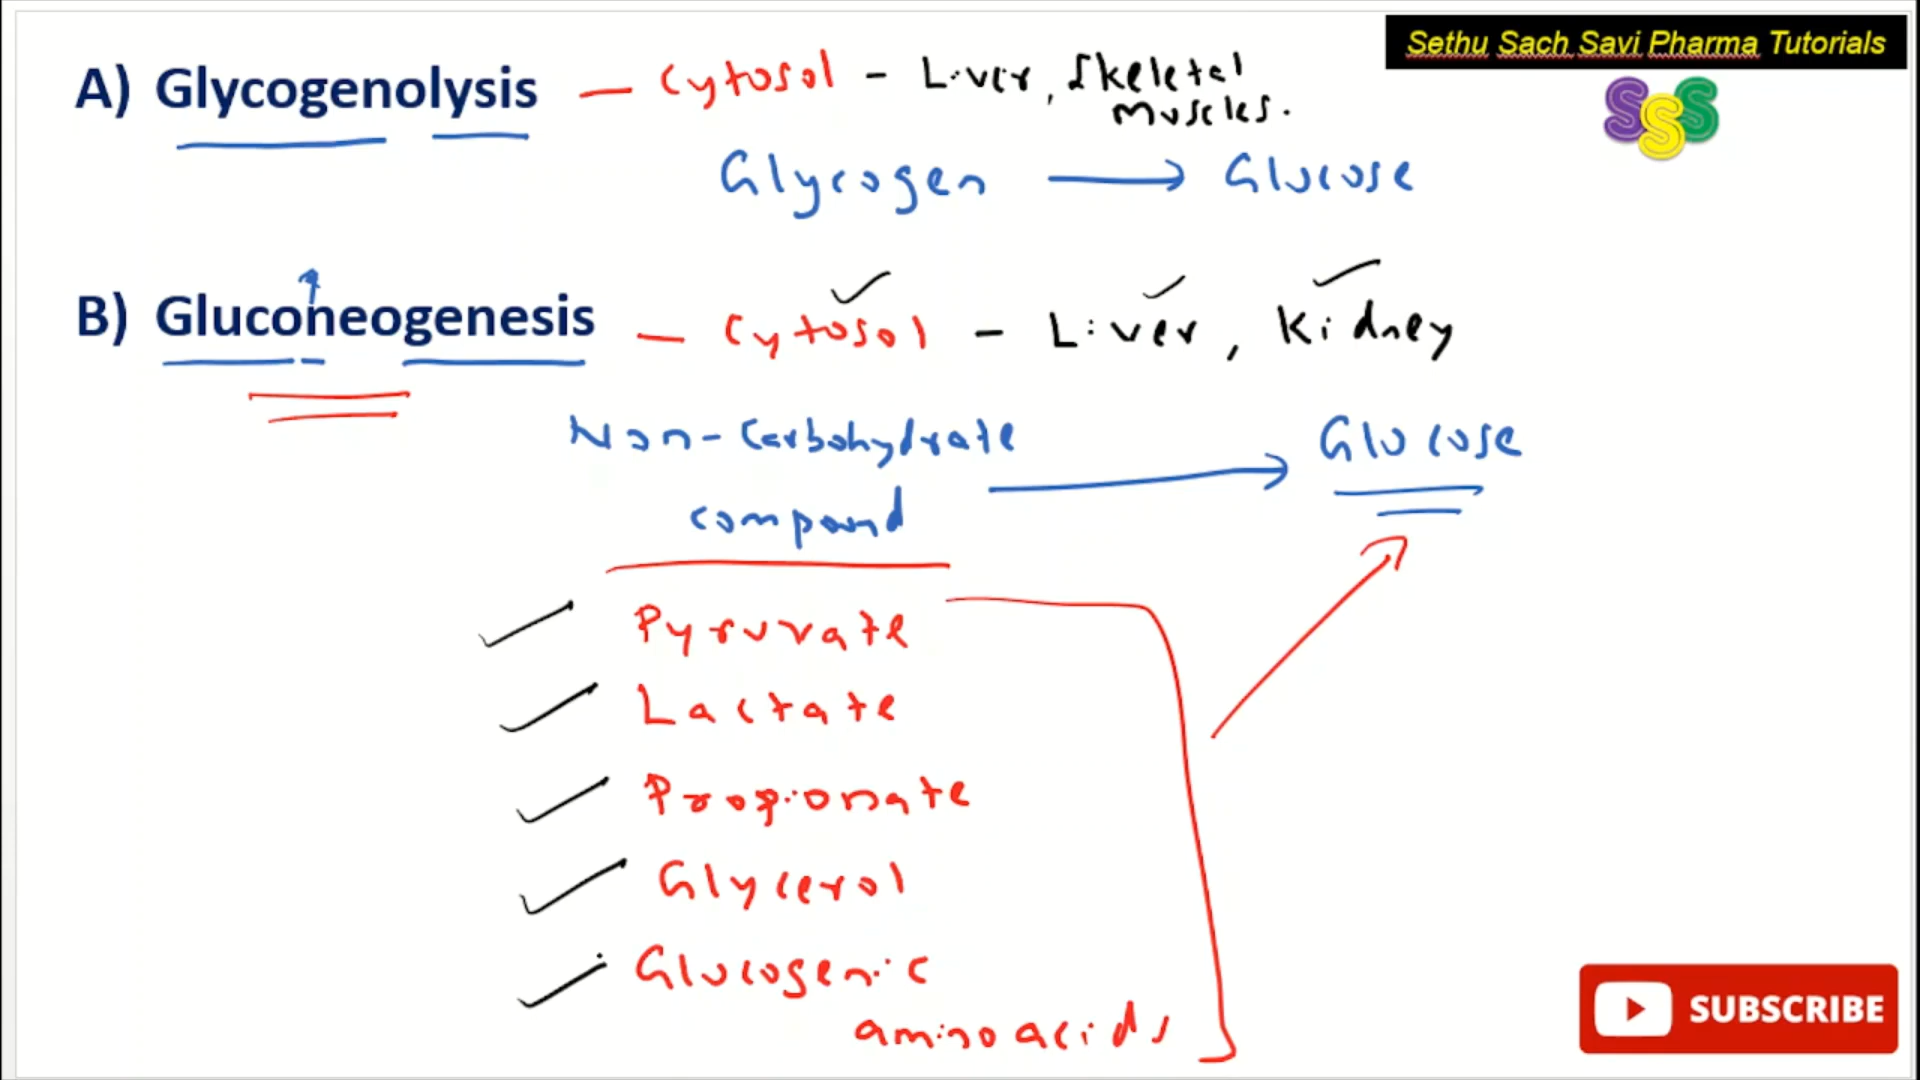 Sethu Sach Savi Pharma Tutorials
SSS
A) Glycogenolysis — Cytosol - Liver, Skeletal
Muscles.
Glycogen → Glucose
B) Gluconeogenesis — Cytosol - Liver, Kidney
Non-Carbohydrate → Glucose
compound
Pyruvate
Lactate
Propionate
Glycerol
Glucogenic
amino acids
SUBSCRIBE